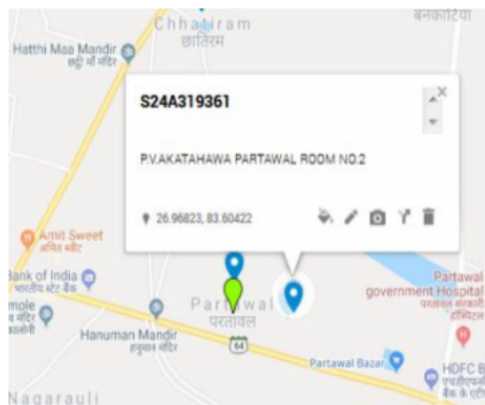 Chhatiram
छातिरम
Hatthi Maa Mandir
S24A319361
P.V.AKATAHAWA PARTAWAL ROOM NO.2
26.96823, 83.60422
Amit Sweet
अमित स्वीट
Bank of India
भारतीय स्टेट बैंक
Partawal
government Hospital
परतावल सरकारी
हॉस्पिटल
Partawal
परतावल
mole
Hanuman Mandir
हनुमान मंदिर
64
Partawal Bazar
HDFC B
Nagarauli